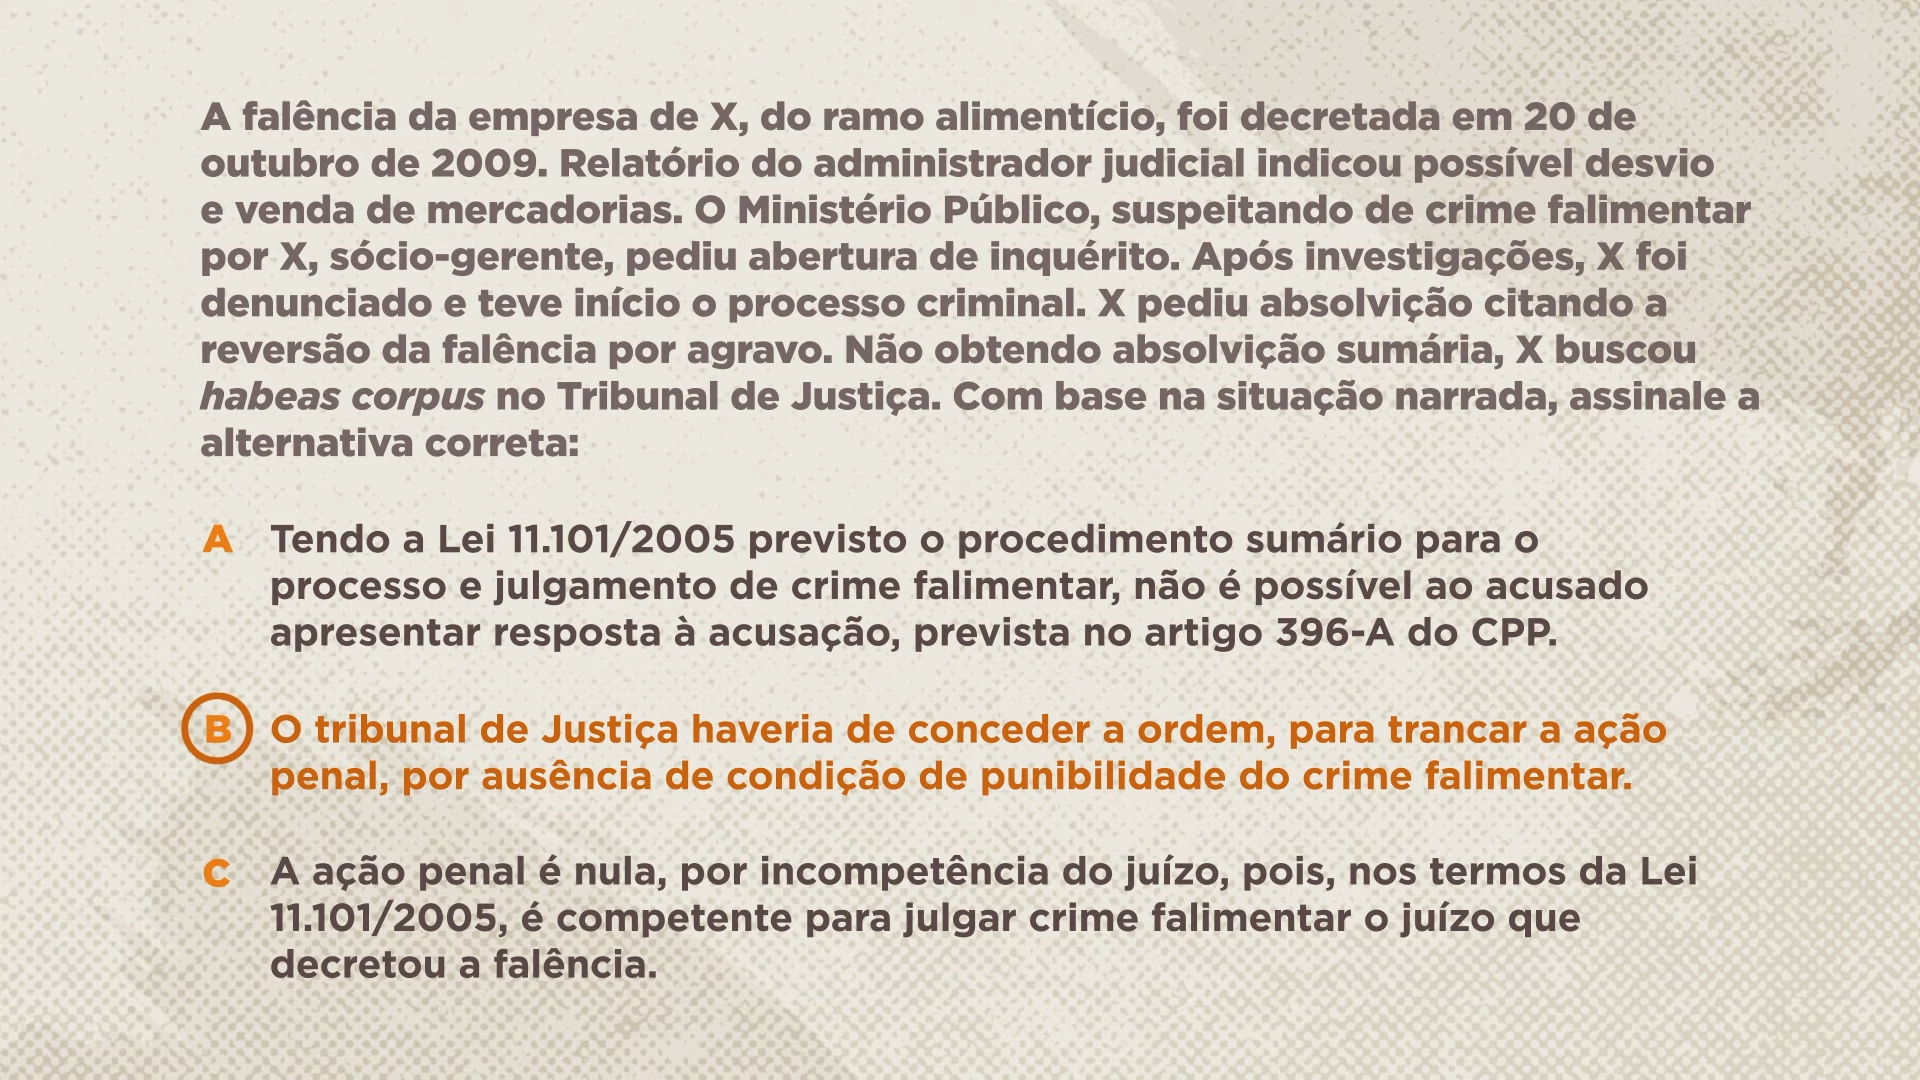 A falência da empresa de X, do ramo alimentício, foi decretada em 20 de
outubro de 2009. Relatório do administrador judicial indicou possível desvio
e venda de mercadorias. O Ministério Público, suspeitando de crime falimentar
por X, sócio-gerente, pediu abertura de inquérito. Após investigações, X foi
denunciado e teve início o processo criminal. X pediu absolvição citando a
reversão da falência por agravo. Não obtendo absolvição sumária, X buscou
habeas corpus no Tribunal de Justiça. Com base na situação narrada, assinale a
alternativa correta:
A Tendo a Lei 11.101/2005 previsto o procedimento sumário para o
processo e julgamento de crime falimentar, não é possível ao acusado
apresentar resposta à acusação, prevista no artigo 396-A do CPP.
B O tribunal de Justiça haveria de conceder a ordem, para trancar a ação
penal, por ausência de condição de punibilidade do crime falimentar.
C A ação penal é nula, por incompetência do juízo, pois, nos termos da Lei
11.101/2005, é competente para julgar crime falimentar o juízo que
decretou a falência.